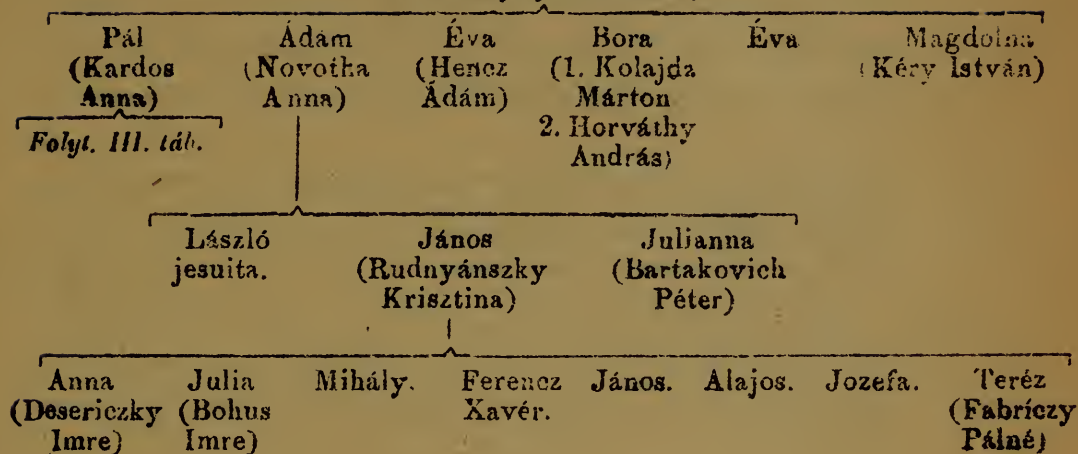 Pál Ádám Éva Bora Éva Magdolna
(Kardos (Novotha (Hencz (1. Kolajda (Kéry István)
Anna) Anna) Ádám) Márton
Folyt. III. táb. 2. Horváthy
András)
László János Julianna
jesuita. (Rudnyánszky (Bartakovich
Krisztina) Péter)
Anna Julia Mihály. Ferencz János. Alajos. Jozefa. Teréz
(Desericzky (Bohus Xavér. (Fabríczy
Imre) Imre) Pálné)